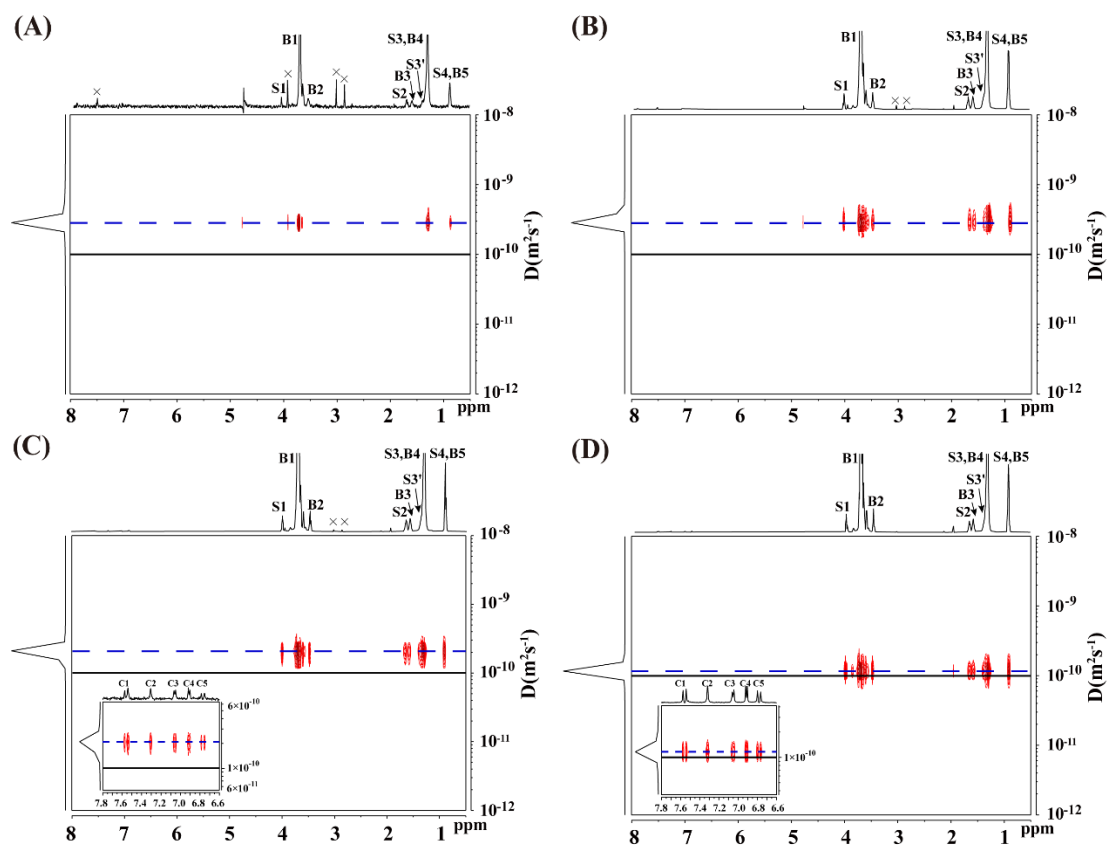 (A)
B1
S3,B4
S3'
B3
S2
S4,B5
S1
B2
×
×
×
×
10⁻⁸
10⁻⁹
10⁻¹⁰
10⁻¹¹
10⁻¹²
D(m²s⁻¹)
8 7 6 5 4 3 2 1 ppm
(B)
B1
S3,B4
S3'
B3
S2
S4,B5
S1
B2
× ×
10⁻⁸
10⁻⁹
10⁻¹⁰
10⁻¹¹
10⁻¹²
D(m²s⁻¹)
8 7 6 5 4 3 2 1 ppm
(C)
B1
S3,B4
S3'
B3
S2
S4,B5
S1
B2
× ×
10⁻⁸
10⁻⁹
10⁻¹⁰
10⁻¹¹
10⁻¹²
D(m²s⁻¹)
C1 C2 C3 C4 C5
6×10⁻¹⁰
1×10⁻¹⁰
6×10⁻¹¹
7.8 7.6 7.4 7.2 7.0 6.8 6.6
8 7 6 5 4 3 2 1 ppm
(D)
B1
S3,B4
S3'
B3
S2
S4,B5
S1
B2
10⁻⁸
10⁻⁹
10⁻¹⁰
10⁻¹¹
10⁻¹²
D(m²s⁻¹)
C1 C2 C3 C4 C5
1×10⁻¹⁰
7.8 7.6 7.4 7.2 7.0 6.8 6.6
8 7 6 5 4 3 2 1 ppm